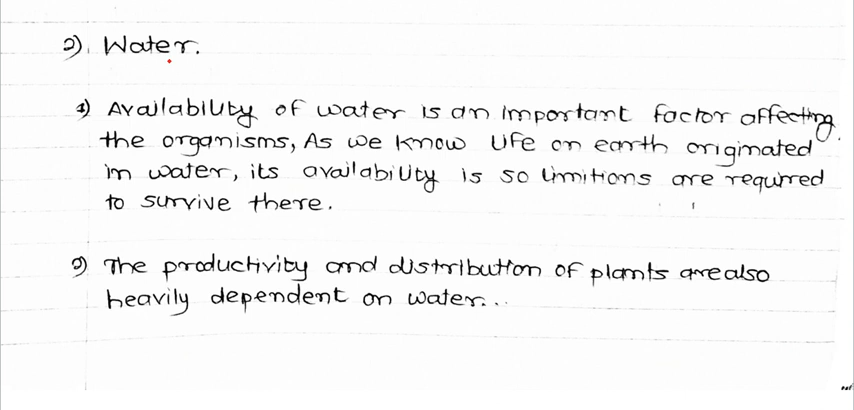 2). Water.
1) Availability of water is an important factor affecting
the organisms, As we know life on earth originated
in water, its availability is so limitions are required
to survive there.
2) The productivity and distribution of plants are also
heavily dependent on water...